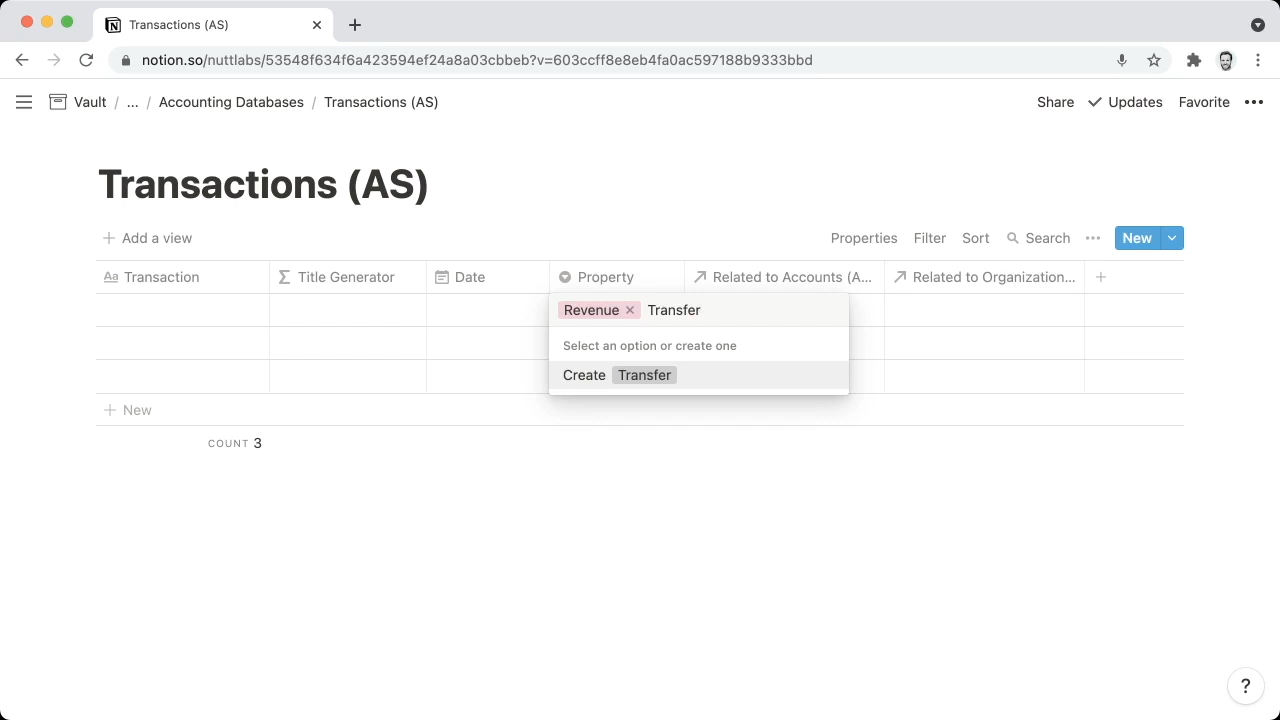 Transactions (AS)
notion.so/nuttlabs/53548f634f6a423594ef24a8a03cbbeb?v=603ccff8e8eb4fa0ac597188b9333bbd
Vault / ... / Accounting Databases / Transactions (AS)
Share Updates Favorite
Transactions (AS)
Add a view
Properties Filter Sort Search New
Aa Transaction Title Generator Date Property Related to Accounts (A... Related to Organization...
Revenue Transfer
Select an option or create one
Create Transfer
New
COUNT 3
?